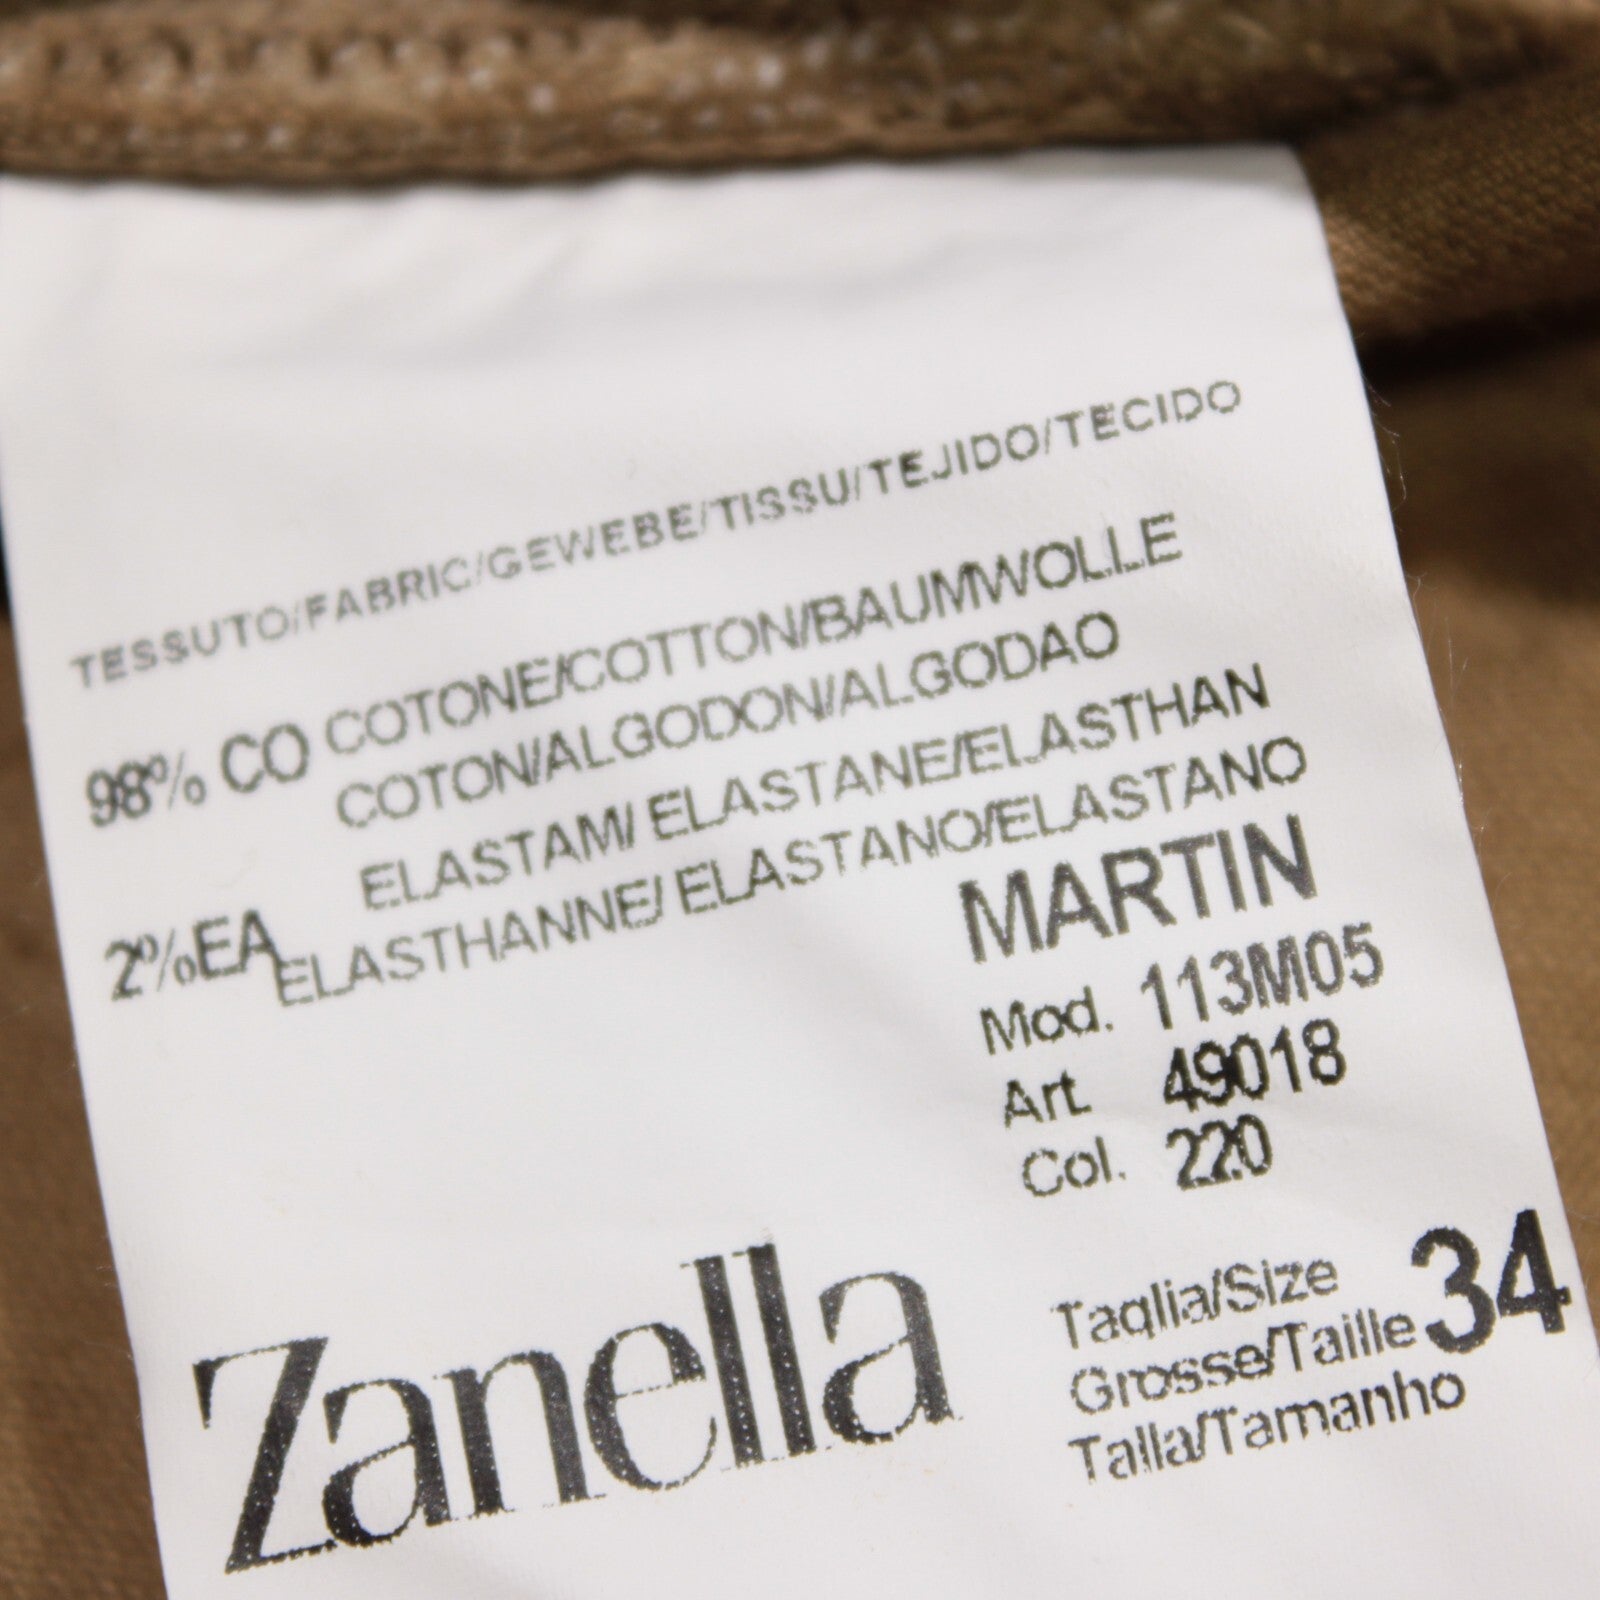 TESSUTO/FABRIC/GEWEBE/TISSU/TEJIDO/TECIDO
98% CO COTONE/COTTON/BAUMWOLLE
COTON/ALGODON/ALGODAO
ELASTAM/ ELASTANE/ELASTHAN
2%EA ELASTHANNE/ ELASTANO/ELASTANO
MARTIN
Mod. 113M05
Art. 49018
Col. 220
Zanella
Taglia/Size
Grosse/Taille 34
Talla/Tamanho